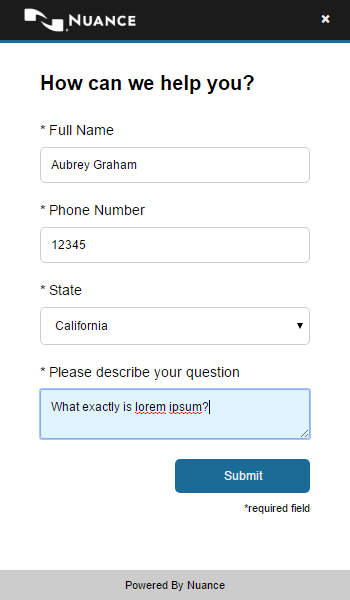 NUANCE
×
How can we help you?
* Full Name
Aubrey Graham
* Phone Number
12345
* State
California
* Please describe your question
What exactly is lorem ipsum?
Submit
*required field
Powered By Nuance